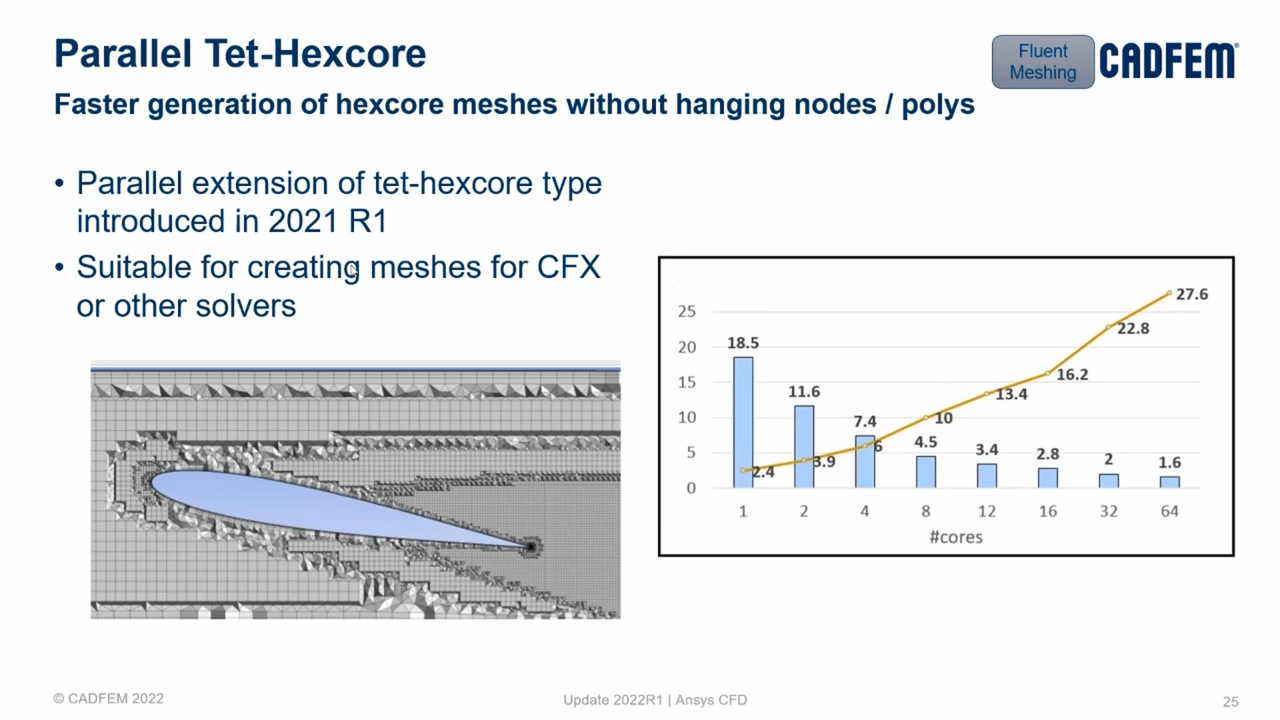 Parallel Tet-Hexcore
Fluent
Meshing
CADFEM®
Faster generation of hexcore meshes without hanging nodes / polys
• Parallel extension of tet-hexcore type
introduced in 2021 R1
• Suitable for creating meshes for CFX
or other solvers
25
20
15
10
5
0
18.5
11.6
7.4
4.5
3.4
2.8
2
1.6
2.4
3.9
6
10
13.4
16.2
22.8
27.6
1 2 4 8 12 16 32 64
#cores
© CADFEM 2022
Update 2022R1 | Ansys CFD
25